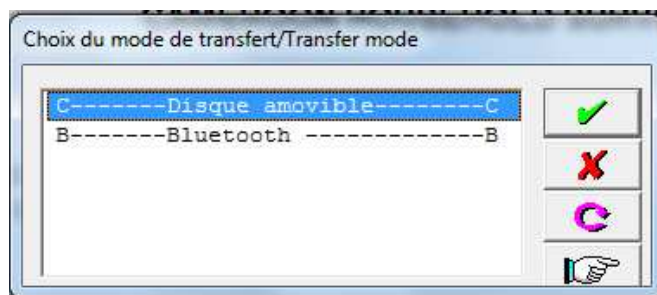 Choix du mode de transfert/Transfer mode
C-------Disque amovible--------C
B-------Bluetooth -------------B